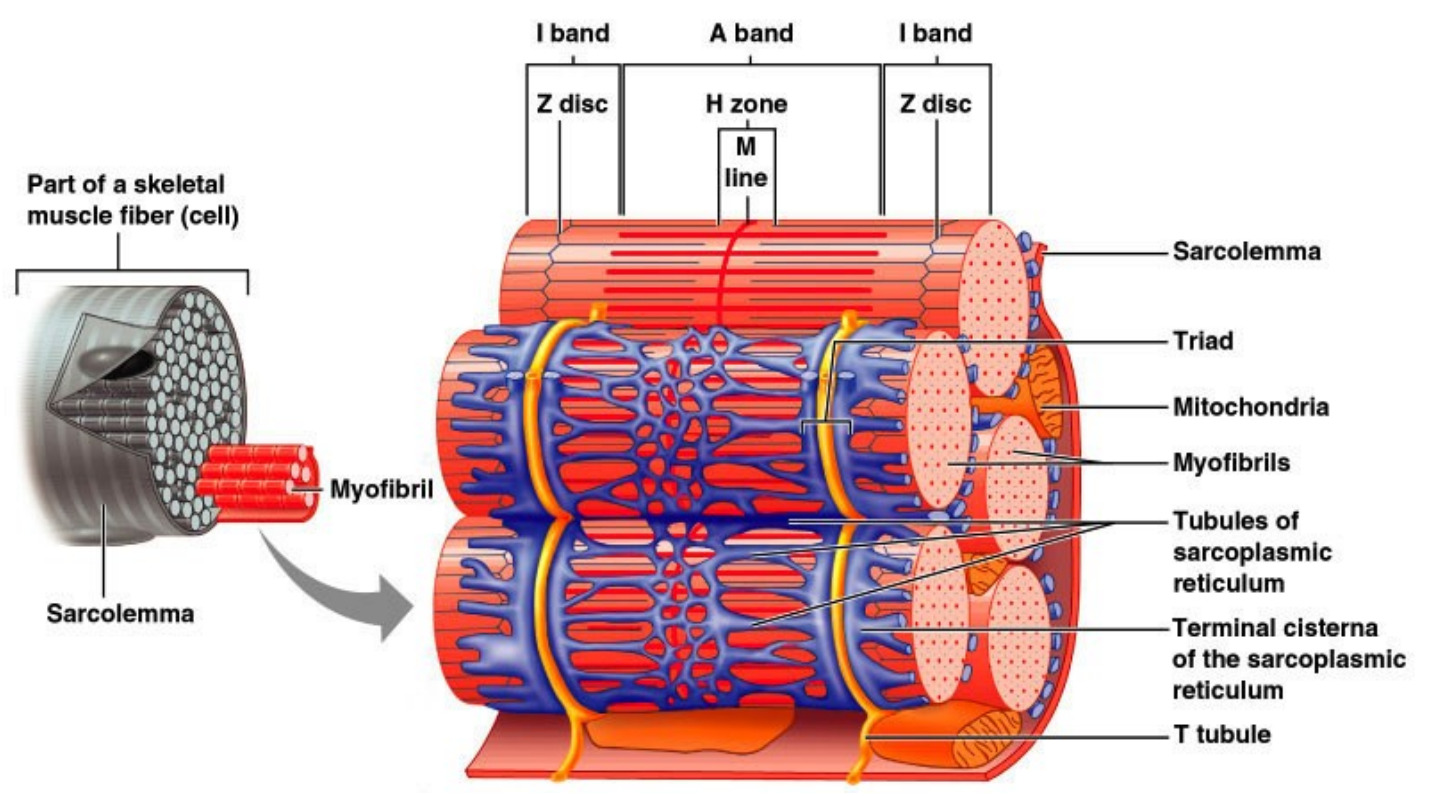 I band
A band
I band
Z disc
H zone
Z disc
M
line
Part of a skeletal
muscle fiber (cell)
Sarcolemma
Triad
Mitochondria
Myofibrils
Myofibril
Tubules of
sarcoplasmic
reticulum
Sarcolemma
Terminal cisterna
of the sarcoplasmic
reticulum
T tubule